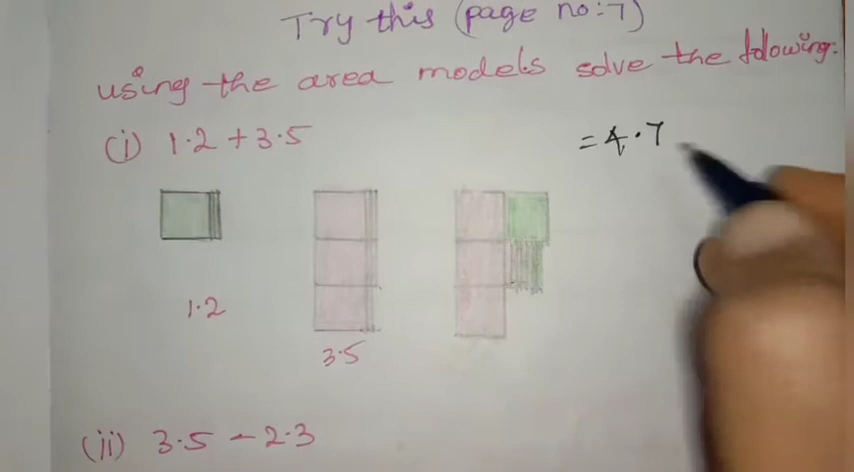 Try this (page no:7)
using the area models solve the following:
(i) 1.2 + 3.5 = 4.7
1.2
3.5
(ii) 3.5 - 2.3